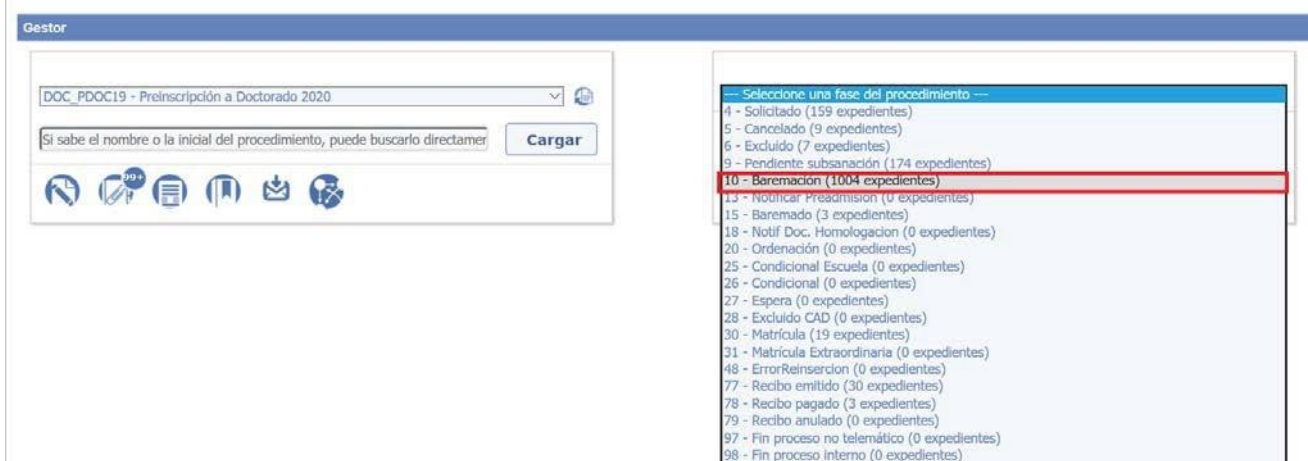 Gestor
DOC_PDOC19 - Preinscripción a Doctorado 2020
Si sabe el nombre o la inicial del procedimiento, puede buscarlo directamer
Cargar
99+
--- Seleccione una fase del procedimiento ---
4 - Solicitado (159 expedientes)
5 - Cancelado (9 expedientes)
6 - Excluido (7 expedientes)
9 - Pendiente subsanación (174 expedientes)
10 - Baremación (1004 expedientes)
13 - Notificar Preadmisión (0 expedientes)
15 - Baremado (3 expedientes)
18 - Notif Doc. Homologacion (0 expedientes)
20 - Ordenación (0 expedientes)
25 - Condicional Escuela (0 expedientes)
26 - Condicional (0 expedientes)
27 - Espera (0 expedientes)
28 - Excluido CAD (0 expedientes)
30 - Matrícula (19 expedientes)
31 - Matrícula Extraordinaria (0 expedientes)
48 - ErrorReinsercion (0 expedientes)
77 - Recibo emitido (30 expedientes)
78 - Recibo pagado (3 expedientes)
79 - Recibo anulado (0 expedientes)
97 - Fin proceso no telemático (0 expedientes)
98 - Fin proceso interno (0 expedientes)